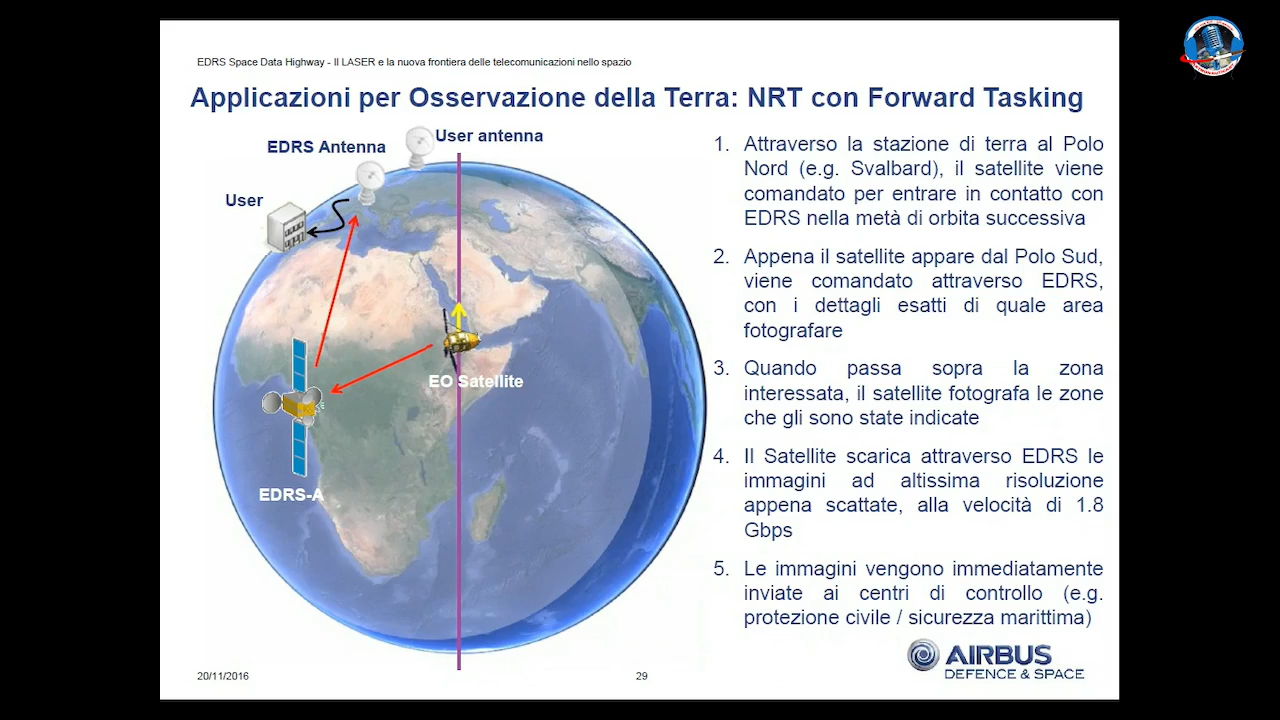 EDRS Space Data Highway - Il LASER e la nuova frontiera delle telecomunicazioni nello spazio
Applicazioni per Osservazione della Terra: NRT con Forward Tasking
User antenna
EDRS Antenna
User
EO Satellite
EDRS-A
1. Attraverso la stazione di terra al Polo
Nord (e.g. Svalbard), il satellite viene
comandato per entrare in contatto con
EDRS nella metà di orbita successiva
2. Appena il satellite appare dal Polo Sud,
viene comandato attraverso EDRS,
con i dettagli esatti di quale area
fotografare
3. Quando passa sopra la zona
interessata, il satellite fotografa le zone
che gli sono state indicate
4. Il Satellite scarica attraverso EDRS le
immagini ad altissima risoluzione
appena scattate, alla velocità di 1.8
Gbps
5. Le immagini vengono immediatamente
inviate ai centri di controllo (e.g.
protezione civile / sicurezza marittima)
AIRBUS
DEFENCE & SPACE
20/11/2016
29